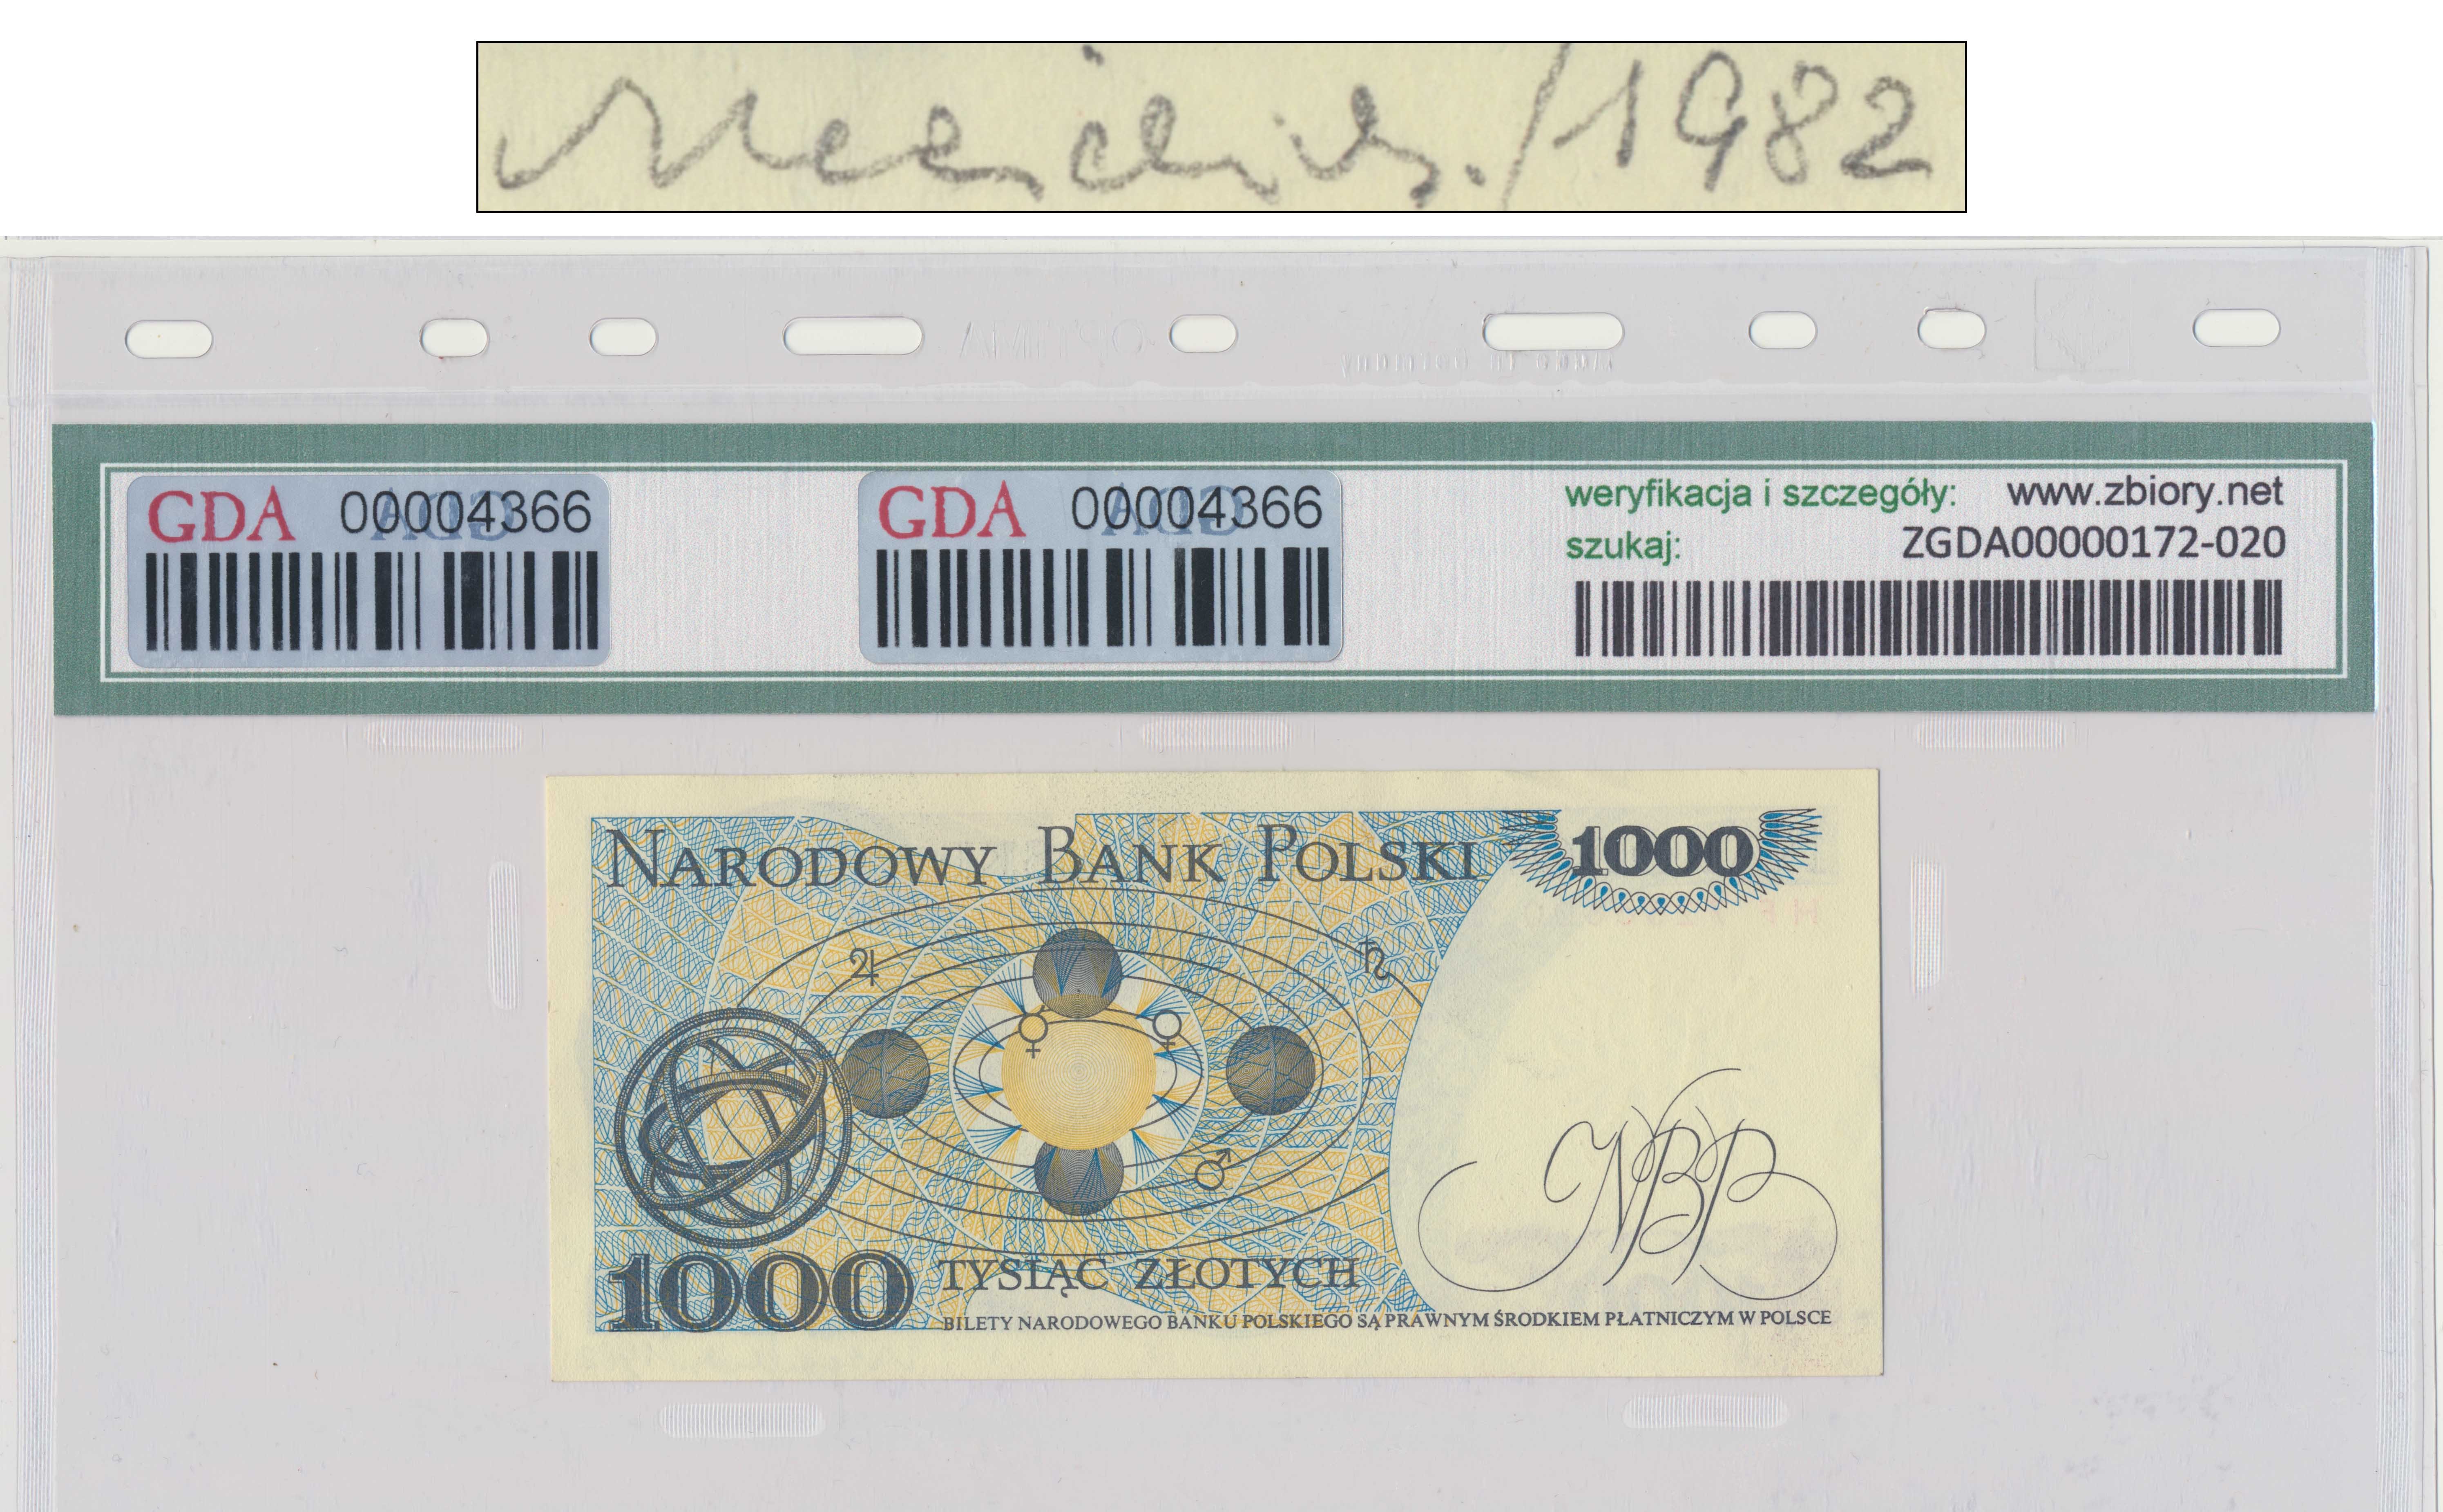 /1982
GDA 00004366
GDA 00004366
weryfikacja i szczegóły: www.zbiory.net
szukaj: ZGDA00000172-020
NARODOWY BANK POLSKI 1000
NBP
1000 TYSIĄC ZŁOTYCH
BILETY NARODOWEGO BANKU POLSKIEGO SĄ PRAWNYM ŚRODKIEM PŁATNICZYM W POLSCE